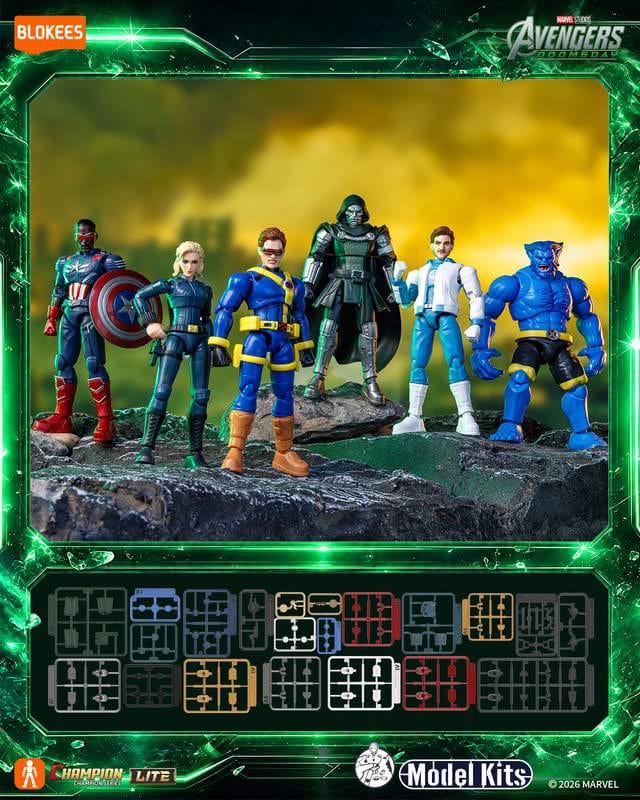 BLOKEES
MARVEL STUDIOS
AVENGERS
DOOMSDAY
CHAMPION
CHAMPION SERIES
LITE
Model Kits
© 2026 MARVEL